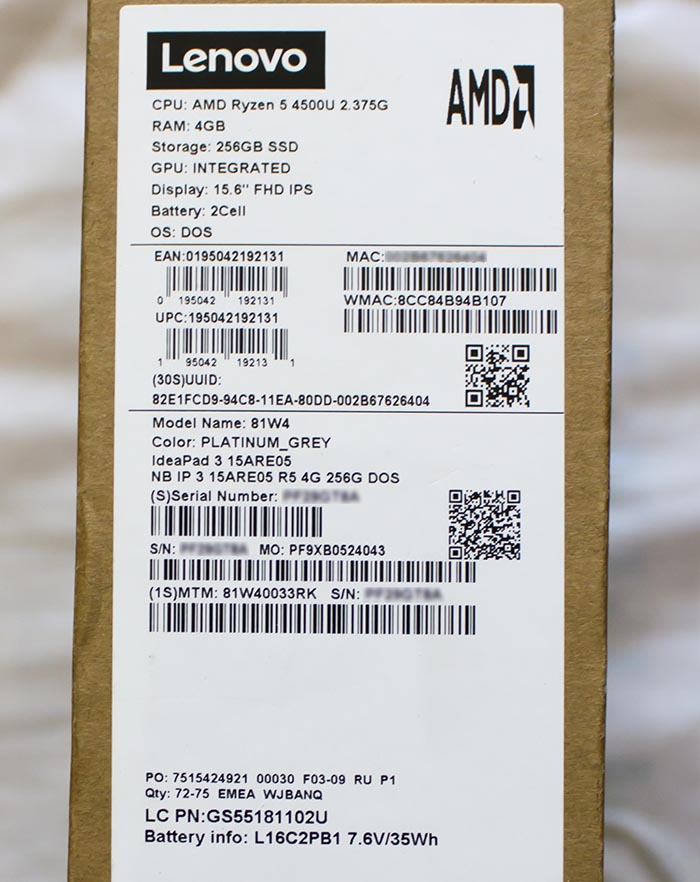 Lenovo
AMD
CPU: AMD Ryzen 5 4500U 2.375G
RAM: 4GB
Storage: 256GB SSD
GPU: INTEGRATED
Display: 15.6" FHD IPS
Battery: 2Cell
OS: DOS
EAN:0195042192131
0 195042 192131
UPC:195042192131
1 95042 19213 1
MAC:
WMAC:8CC84B94B107
(30S)UUID:
82E1FCD9-94C8-11EA-80DD-002B67626404
Model Name: 81W4
Color: PLATINUM_GREY
IdeaPad 3 15ARE05
NB IP 3 15ARE05 R5 4G 256G DOS
(S)Serial Number:
S/N: MO: PF9XB0524043
(1S)MTM: 81W40033RK S/N:
PO: 7515424921 00030 F03-09 RU P1
Qty: 72-75 EMEA WJBANQ
LC PN:GS55181102U
Battery info: L16C2PB1 7.6V/35Wh